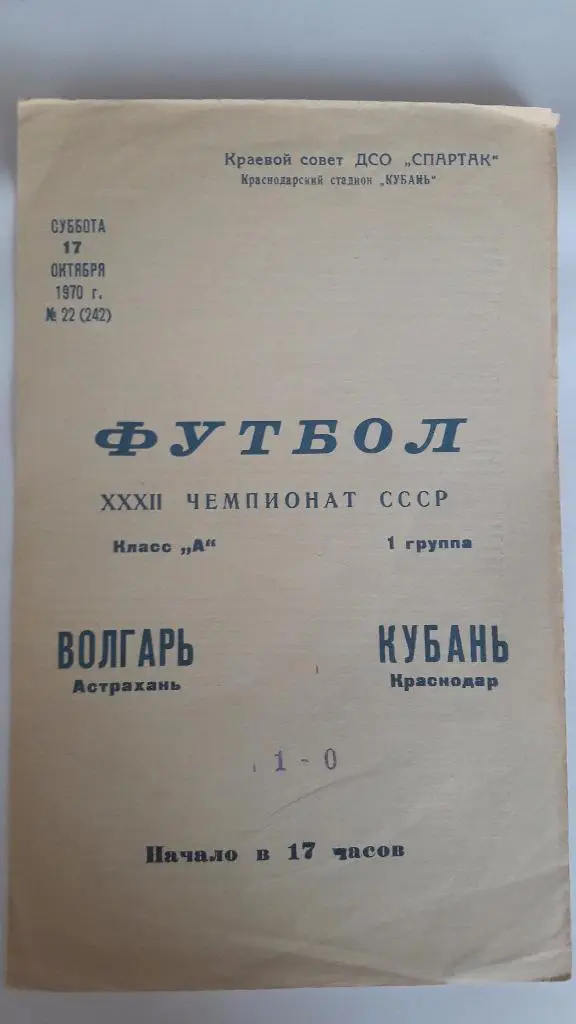 Краевой совет ДСО „СПАРТАК“
Краснодарский стадион „КУБАНЬ“
СУББОТА
17
ОКТЯБРЯ
1970 г.
№ 22 (242)
ФУТБОЛ
XXXII ЧЕМПИОНАТ СССР
Класс „А“ 1 группа
ВОЛГАРЬ КУБАНЬ
Астрахань Краснодар
1-0
Начало в 17 часов